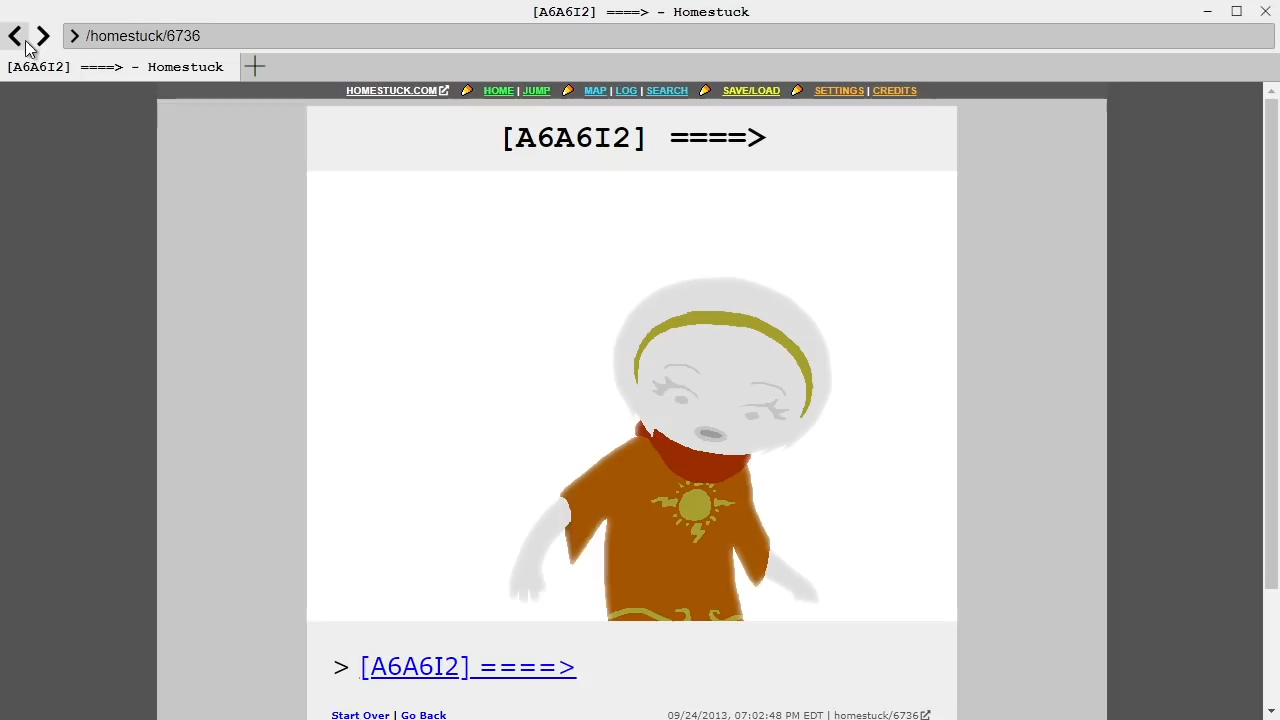 [A6A6I2] ====> - Homestuck
/homestuck/6736
[A6A6I2] ====> - Homestuck
HOMESTUCK.COM HOME | JUMP MAP | LOG | SEARCH SAVE/LOAD SETTINGS | CREDITS
[A6A6I2] ====>
> [A6A6I2] ====>
Start Over | Go Back 09/24/2013, 07:02:48 PM EDT | homestuck/6736